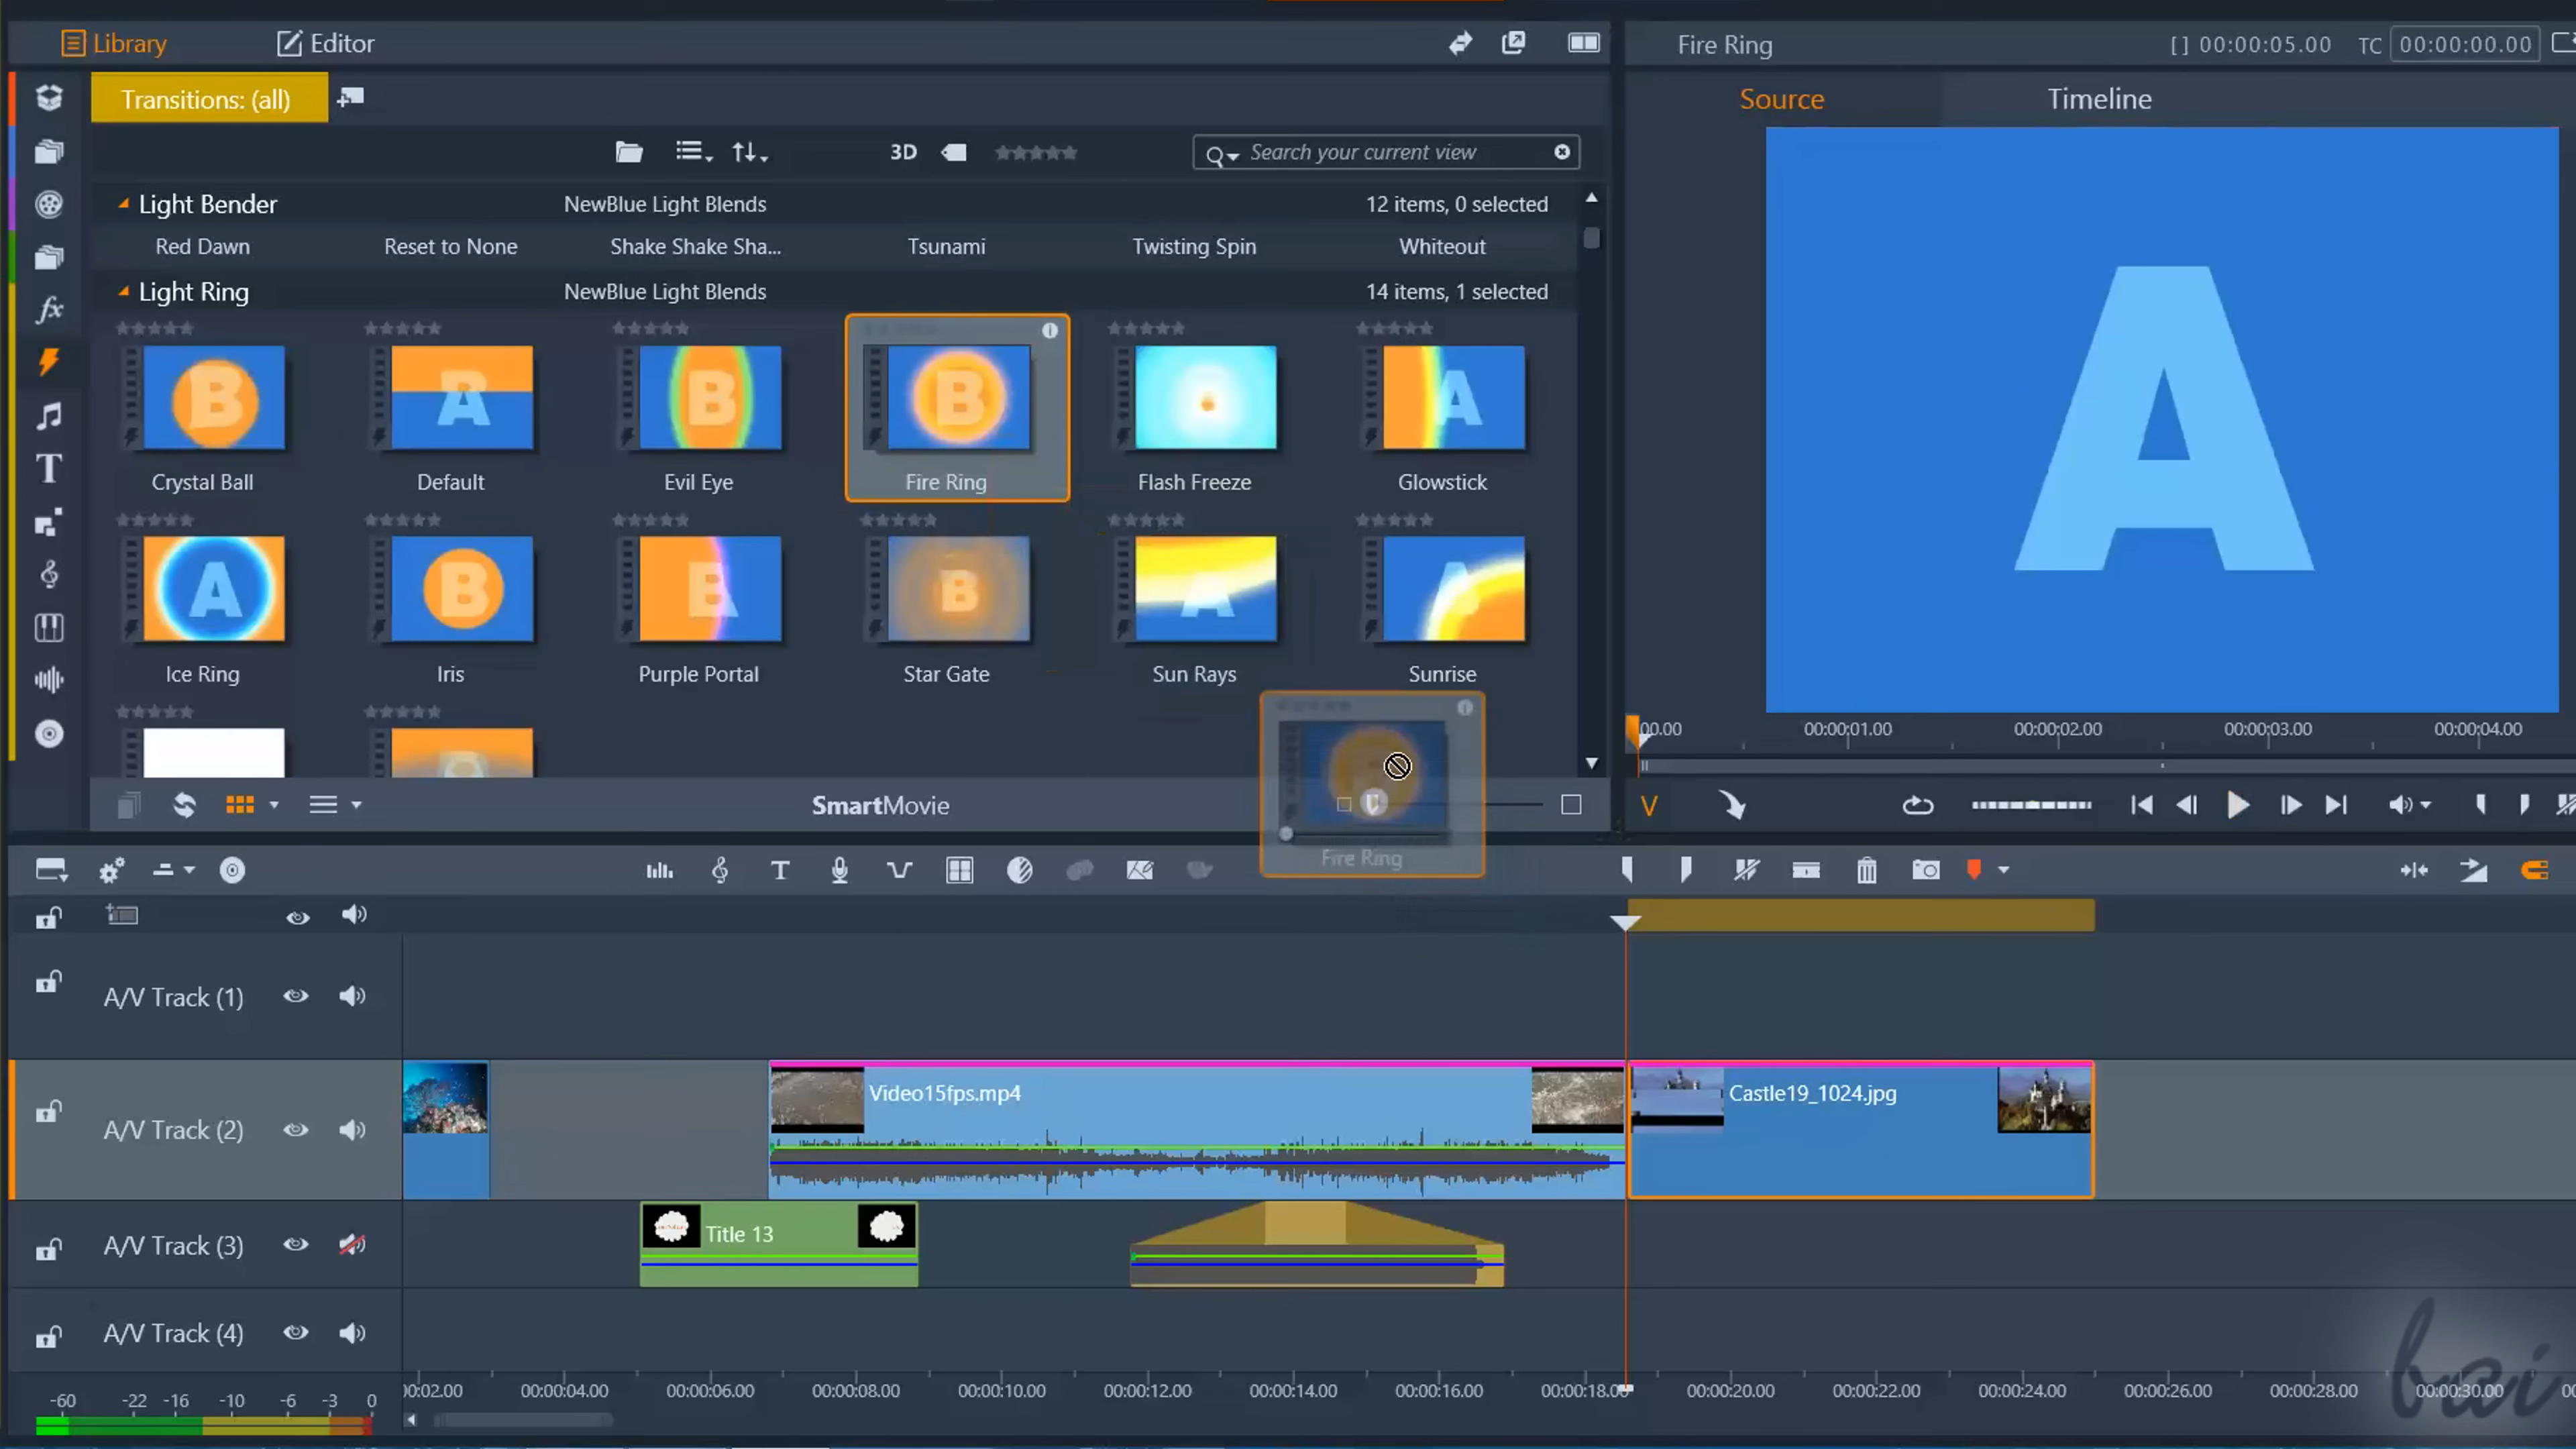 Library
Editor
Fire Ring
[] 00:00:05.00 TC 00:00:00.00
Transitions: (all)
Source
Timeline
3D
Search your current view
Light Bender NewBlue Light Blends 12 items, 0 selected
Red Dawn Reset to None Shake Shake Sha... Tsunami Twisting Spin Whiteout
Light Ring NewBlue Light Blends 14 items, 1 selected
B A B B A
A
Crystal Ball Default Evil Eye Fire Ring Flash Freeze Glowstick
A B B B A A
Ice Ring Iris Purple Portal Star Gate Sun Rays Sunrise
00.00 00:00:01.00 00:00:02.00 00:00:03.00 00:00:04.00
SmartMovie
V
Fire Ring
A/V Track (1)
A/V Track (2)
Video15fps.mp4
Castle19_1024.jpg
A/V Track (3)
Title 13
A/V Track (4)
00:02.00 00:00:04.00 00:00:06.00 00:00:08.00 00:00:10.00 00:00:12.00 00:00:14.00 00:00:16.00 00:00:18.00 00:00:20.00 00:00:22.00 00:00:24.00 00:00:26.00 00:00:28.00 00:00:30.00
-60 -22 -16 -10 -6 -3 0